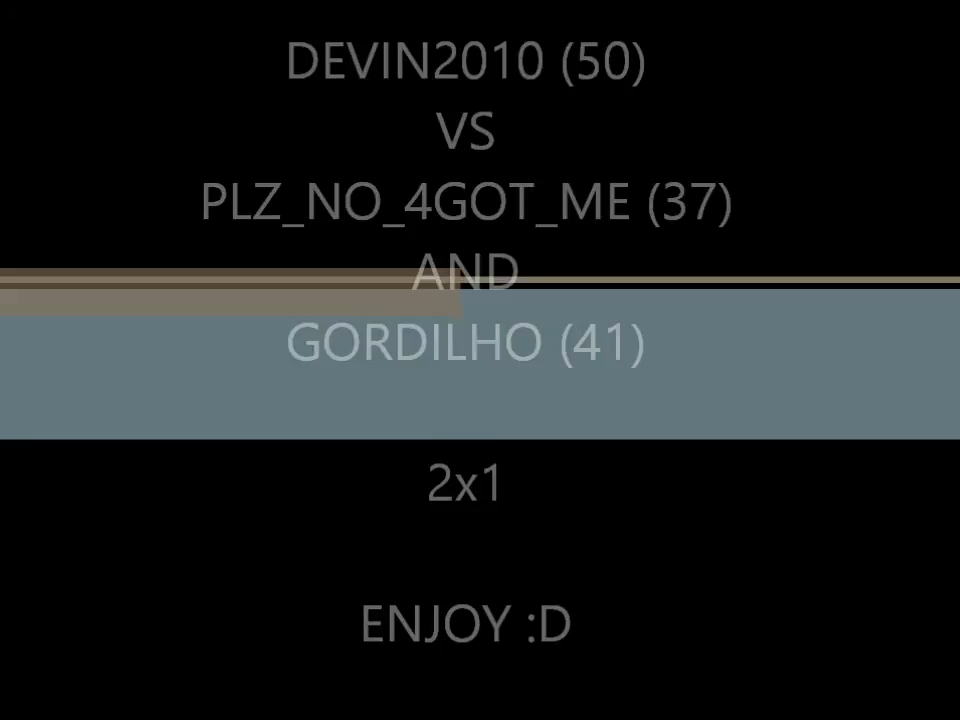 DEVIN2010 (50)
VS
PLZ_NO_4GOT_ME (37)
AND
GORDILHO (41)
2x1
ENJOY :D